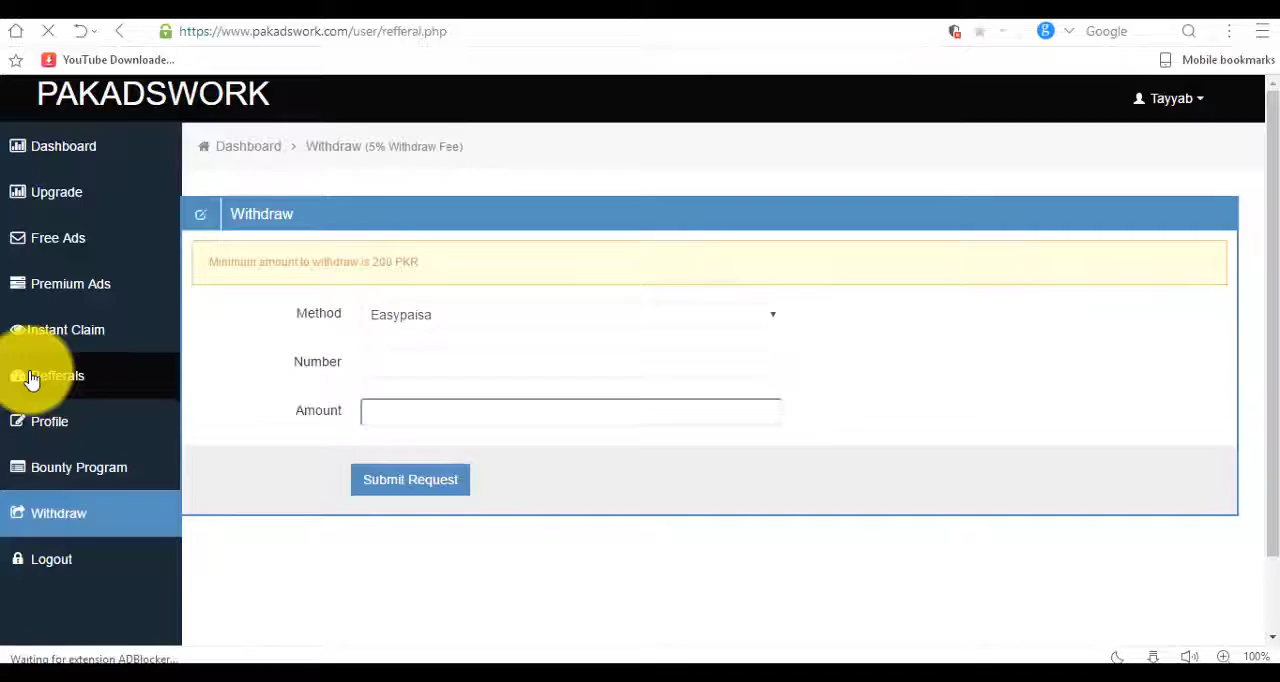 https://www.pakadswork.com/user/refferal.php
Google
YouTube Downloade...
Mobile bookmarks
PAKADSWORK
Tayyab
Dashboard
Upgrade
Free Ads
Premium Ads
Instant Claim
Refferals
Profile
Bounty Program
Withdraw
Logout
Dashboard > Withdraw (5% Withdraw Fee)
Withdraw
Minimum amount to withdraw is 200 PKR
Method Easypaisa
Number
Amount
Submit Request
Waiting for extension ADBlocker...
100%